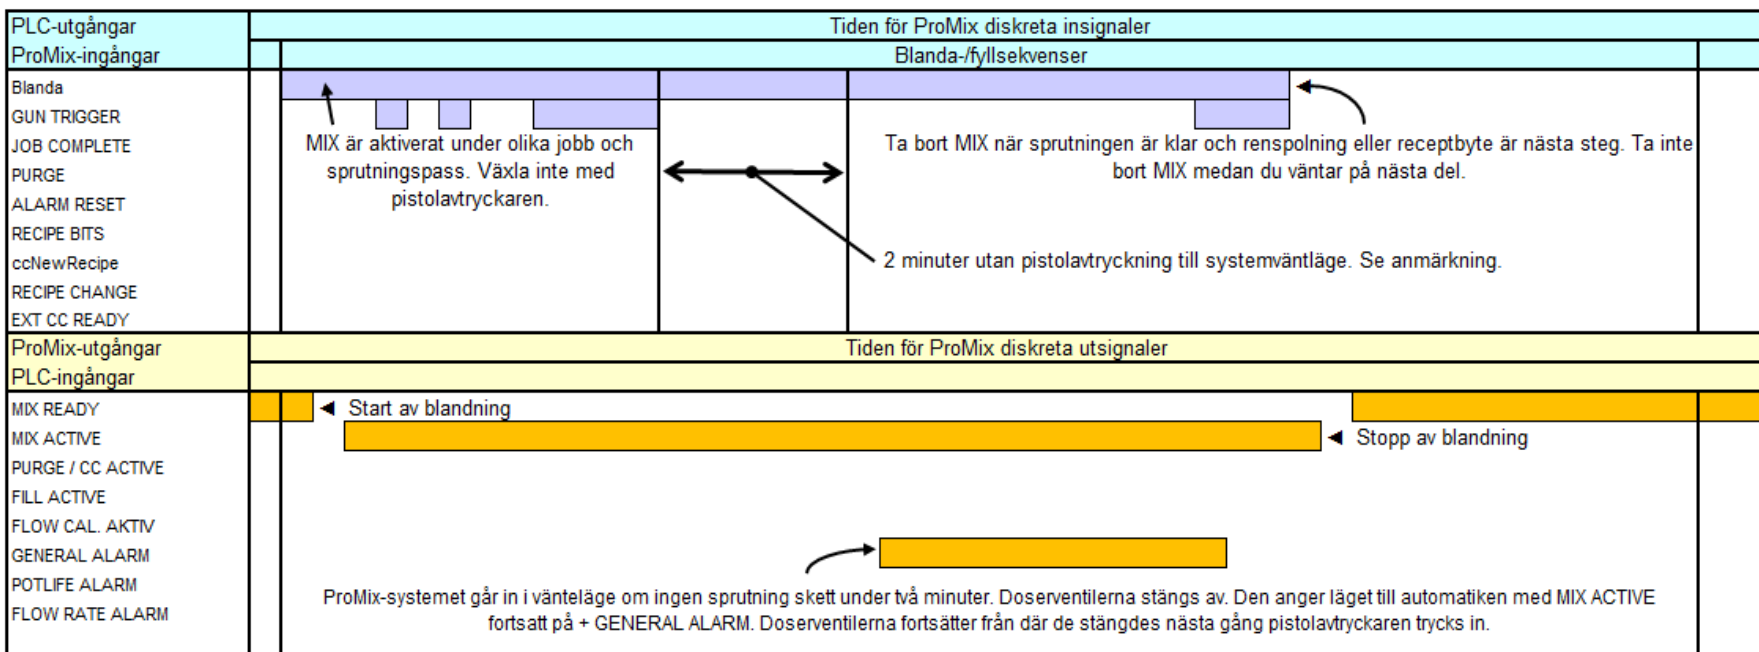 PLC-utgångar
Tiden för ProMix diskreta insignaler
ProMix-ingångar
Blanda-/fyllsekvenser
Blanda
GUN TRIGGER
JOB COMPLETE
PURGE
ALARM RESET
RECIPE BITS
ccNewRecipe
RECIPE CHANGE
EXT CC READY
MIX är aktiverat under olika jobb och
sprutningspass. Växla inte med
pistolavtryckaren.
Ta bort MIX när sprutningen är klar och renspolning eller receptbyte är nästa steg. Ta inte
bort MIX medan du väntar på nästa del.
2 minuter utan pistolavtryckning till systemväntläge. Se anmärkning.
ProMix-utgångar
Tiden för ProMix diskreta utsignaler
PLC-ingångar
MIX READY
Start av blandning
MIX ACTIVE
Stopp av blandning
PURGE / CC ACTIVE
FILL ACTIVE
FLOW CAL. AKTIV
GENERAL ALARM
POTLIFE ALARM
FLOW RATE ALARM
ProMix-systemet går in i vänteläge om ingen sprutning skett under två minuter. Doserventilerna stängs av. Den anger läget till automatiken med MIX ACTIVE
fortsatt på + GENERAL ALARM. Doserventilerna fortsätter från där de stängdes nästa gång pistolavtryckaren trycks in.